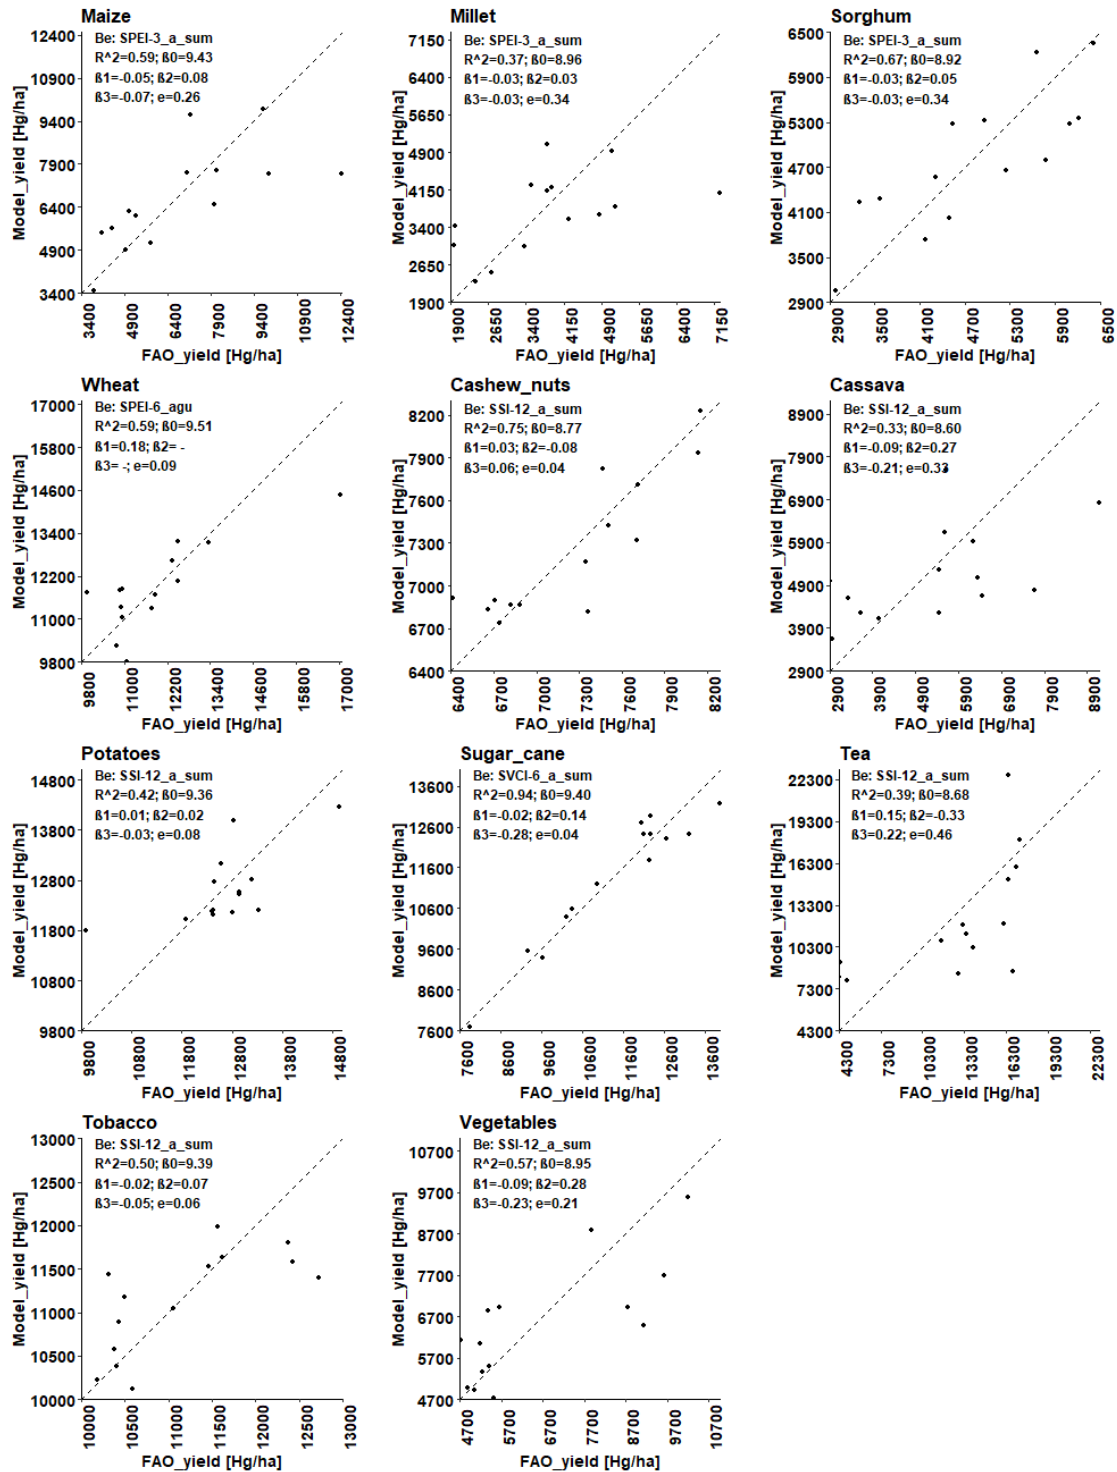 Maize
Be: SPEI-3_a_sum
R^2=0.59; ß0=9.43
ß1=-0.05; ß2=0.08
ß3=-0.07; e=0.26
Model_yield [Hg/ha]
12400
10900
9400
7900
6400
4900
3400
3400
4900
6400
7900
9400
10900
12400
FAO_yield [Hg/ha]
Millet
Be: SPEI-3_a_sum
R^2=0.37; ß0=8.96
ß1=-0.03; ß2=0.03
ß3=-0.03; e=0.34
Model_yield [Hg/ha]
7150
6400
5650
4900
4150
3400
2650
1900
1900
2650
3400
4150
4900
5650
6400
7150
FAO_yield [Hg/ha]
Sorghum
Be: SPEI-3_a_sum
R^2=0.67; ß0=8.92
ß1=-0.03; ß2=0.05
ß3=-0.03; e=0.34
Model_yield [Hg/ha]
6500
5900
5300
4700
4100
3500
2900
2900
3500
4100
4700
5300
5900
6500
FAO_yield [Hg/ha]
Wheat
Be: SPEI-6_agu
R^2=0.59; ß0=9.51
ß1=0.18; ß2= -
ß3= -; e=0.09
Model_yield [Hg/ha]
17000
15800
14600
13400
12200
11000
9800
9800
11000
12200
13400
14600
15800
17000
FAO_yield [Hg/ha]
Cashew_nuts
Be: SSI-12_a_sum
R^2=0.75; ß0=8.77
ß1=0.03; ß2=-0.08
ß3=0.06; e=0.04
Model_yield [Hg/ha]
8200
7900
7600
7300
7000
6700
6400
6400
6700
7000
7300
7600
7900
8200
FAO_yield [Hg/ha]
Cassava
Be: SSI-12_a_sum
R^2=0.33; ß0=8.60
ß1=-0.09; ß2=0.27
ß3=-0.21; e=0.33
Model_yield [Hg/ha]
8900
7900
6900
5900
4900
3900
2900
29000
39000
49000
59000
69000
79000
89000
FAO_yield [Hg/ha]
Potatoes
Be: SSI-12_a_sum
R^2=0.42; ß0=9.36
ß1=0.01; ß2=0.02
ß3=-0.03; e=0.08
Model_yield [Hg/ha]
14800
13800
12800
11800
10800
9800
9800
10800
11800
12800
13800
14800
FAO_yield [Hg/ha]
Sugar_cane
Be: SVCI-6_a_sum
R^2=0.94; ß0=9.40
ß1=-0.02; ß2=0.14
ß3=-0.28; e=0.04
Model_yield [Hg/ha]
13600
12600
11600
10600
9600
8600
7600
76000
86000
96000
106000
116000
126000
136000
FAO_yield [Hg/ha]
Tea
Be: SSI-12_a_sum
R^2=0.39; ß0=8.68
ß1=0.15; ß2=-0.33
ß3=0.22; e=0.46
Model_yield [Hg/ha]
22300
19300
16300
13300
10300
7300
4300
4300
7300
10300
13300
16300
19300
22300
FAO_yield [Hg/ha]
Tobacco
Be: SSI-12_a_sum
R^2=0.50; ß0=9.39
ß1=-0.02; ß2=0.07
ß3=-0.05; e=0.06
Model_yield [Hg/ha]
13000
12500
12000
11500
11000
10500
10000
10000
10500
11000
11500
12000
12500
13000
FAO_yield [Hg/ha]
Vegetables
Be: SSI-12_a_sum
R^2=0.57; ß0=8.95
ß1=-0.09; ß2=0.28
ß3=-0.23; e=0.21
Model_yield [Hg/ha]
10700
9700
8700
7700
6700
5700
4700
4700
5700
7700
8700
9700
10700
FAO_yield [Hg/ha]